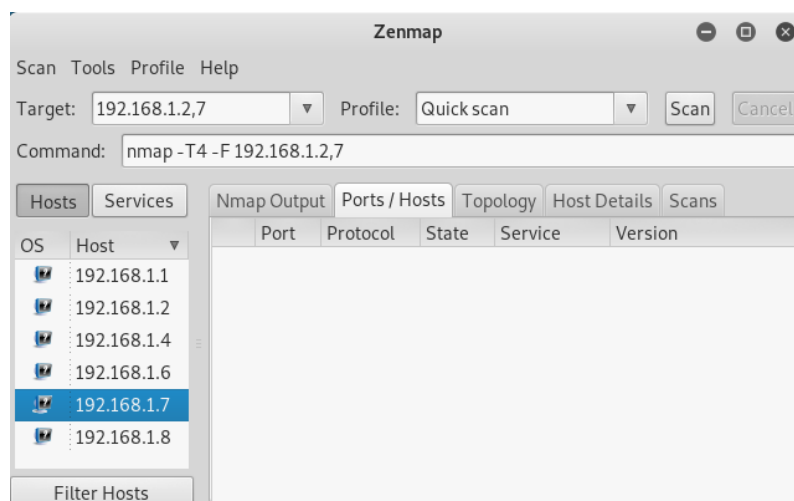 Zenmap
Scan Tools Profile Help
Target: 192.168.1.2,7 Profile: Quick scan Scan Cancel
Command: nmap -T4 -F 192.168.1.2,7
Hosts Services Nmap Output Ports / Hosts Topology Host Details Scans
OS Host Port Protocol State Service Version
192.168.1.1
192.168.1.2
192.168.1.4
192.168.1.6
192.168.1.7
192.168.1.8
Filter Hosts